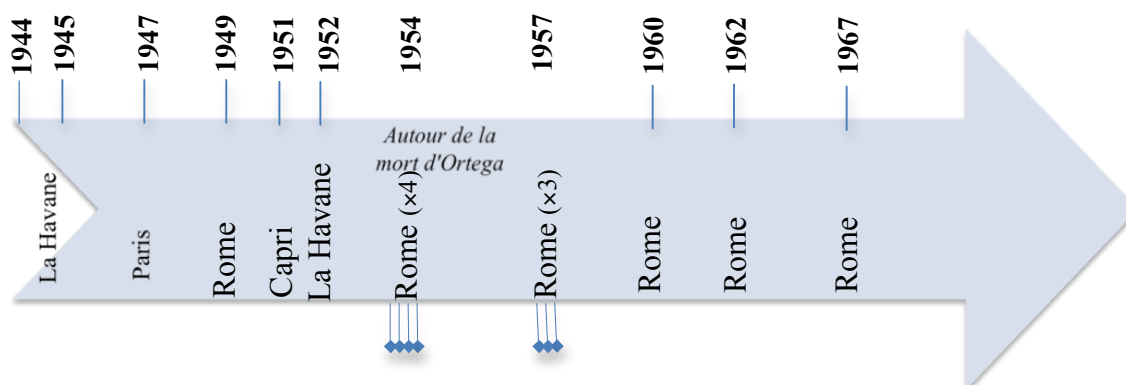 1944
1945
1947
1949
1951
1952
1954
1957
1960
1962
1967
Autour de la
mort d'Ortega
La Havane
Paris
Rome
Capri
La Havane
Rome (×4)
Rome (×3)
Rome
Rome
Rome